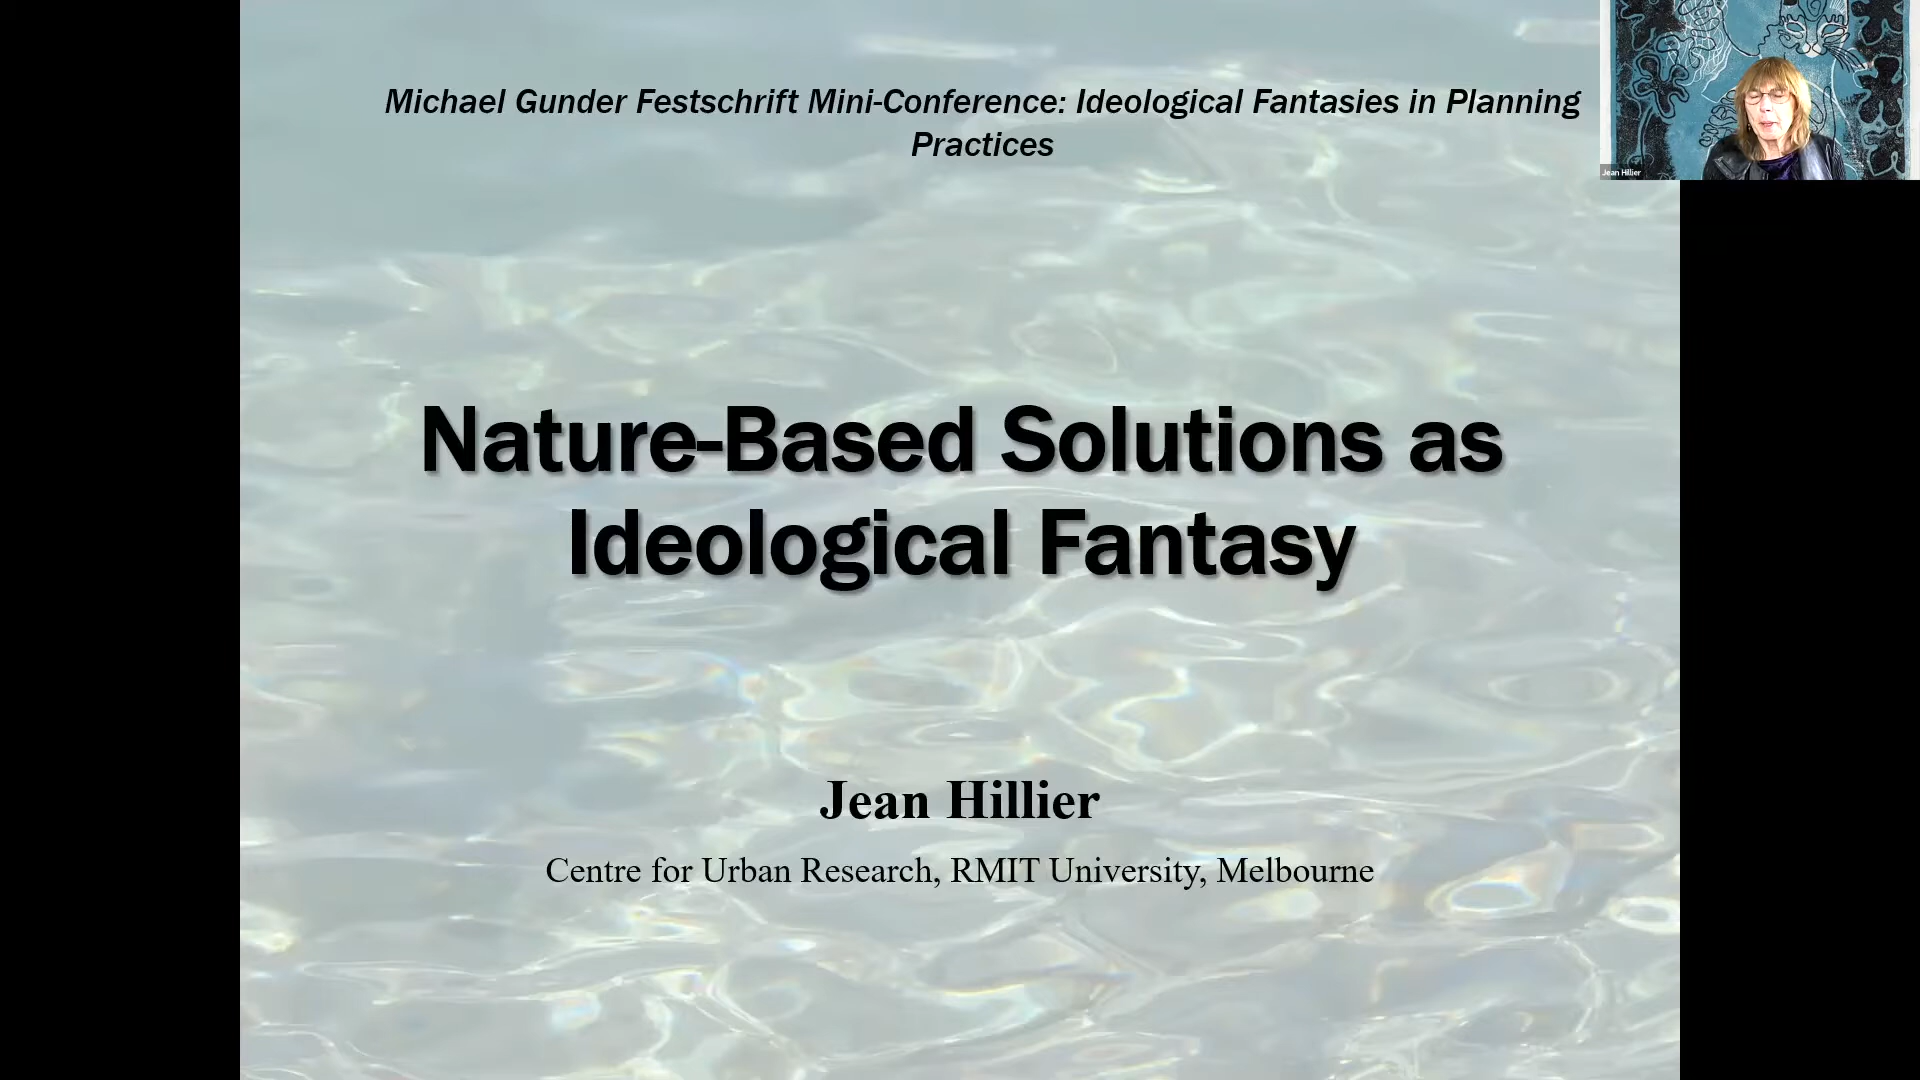 Michael Gunder Festschrift Mini-Conference: Ideological Fantasies in Planning
Practices
Jean Hillier
Nature-Based Solutions as
Ideological Fantasy
Jean Hillier
Centre for Urban Research, RMIT University, Melbourne